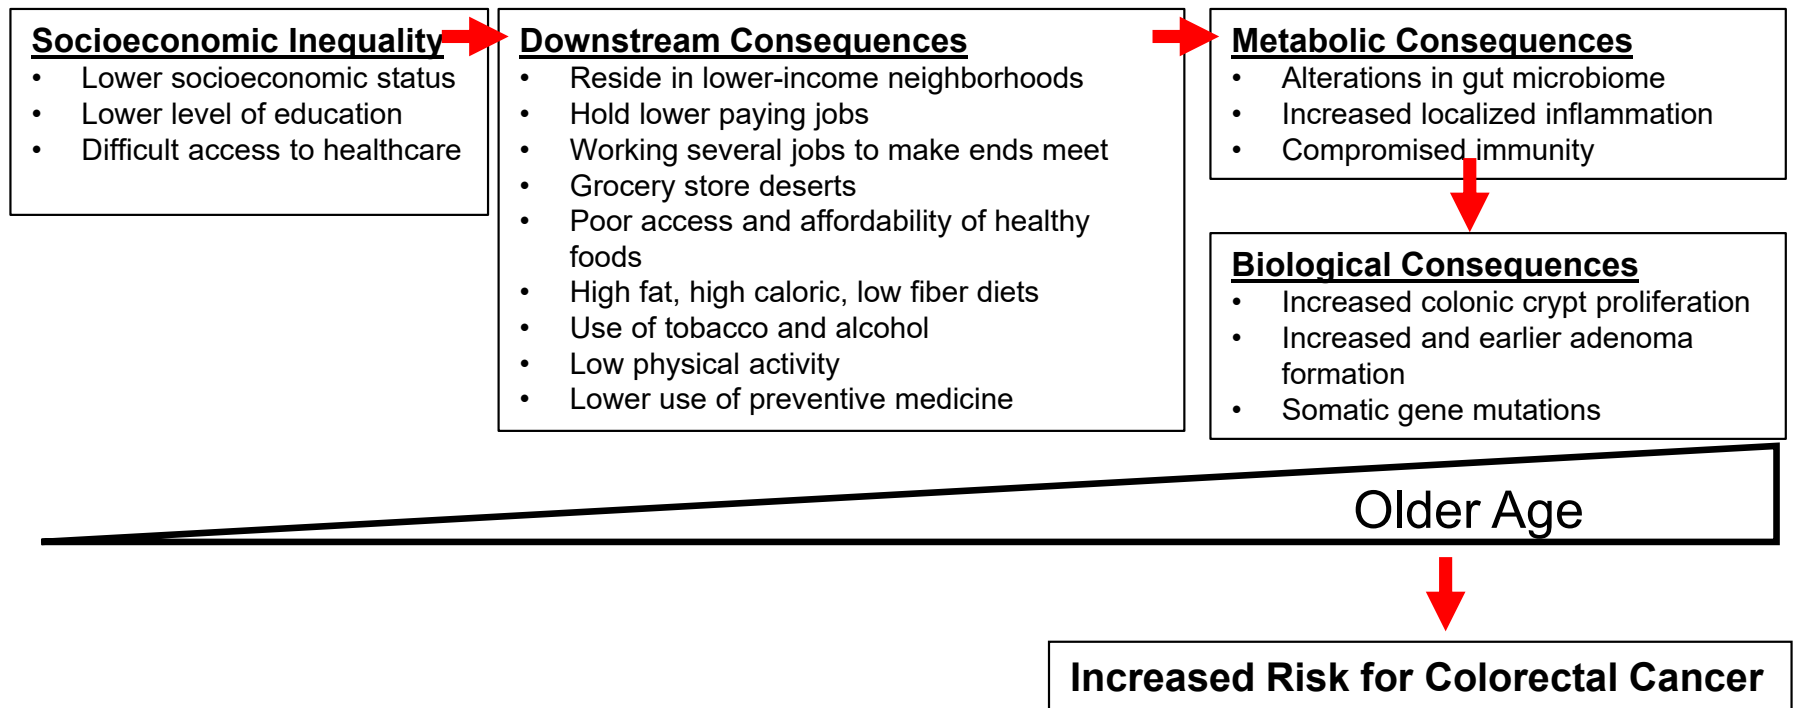 Socioeconomic Inequality
• Lower socioeconomic status
• Lower level of education
• Difficult access to healthcare
Downstream Consequences
• Reside in lower-income neighborhoods
• Hold lower paying jobs
• Working several jobs to make ends meet
• Grocery store deserts
• Poor access and affordability of healthy
foods
• High fat, high caloric, low fiber diets
• Use of tobacco and alcohol
• Low physical activity
• Lower use of preventive medicine
Metabolic Consequences
• Alterations in gut microbiome
• Increased localized inflammation
• Compromised immunity
Biological Consequences
• Increased colonic crypt proliferation
• Increased and earlier adenoma
formation
• Somatic gene mutations
Older Age
Increased Risk for Colorectal Cancer